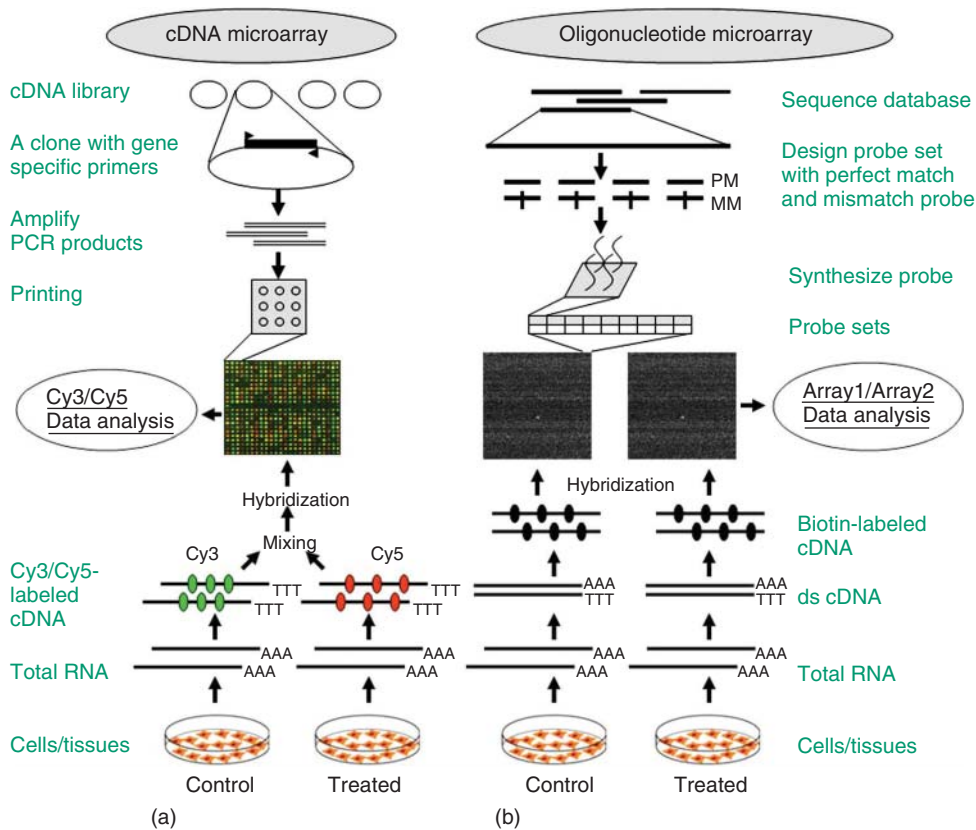 cDNA microarray
cDNA library
A clone with gene
specific primers
Amplify
PCR products
Printing
Cy3/Cy5
Data analysis
Hybridization
Mixing
Cy3
Cy5
Cy3/Cy5-
labeled
cDNA
TTT
TTT
TTT
TTT
Total RNA
AAA
AAA
AAA
AAA
Cells/tissues
Control
Treated
(a)
Oligonucleotide microarray
Sequence database
Design probe set
with perfect match
and mismatch probe
PM
MM
Synthesize probe
Probe sets
Array1/Array2
Data analysis
Hybridization
Biotin-labeled
cDNA
AAA
TTT
AAA
TTT
ds cDNA
AAA
AAA
AAA
AAA
Total RNA
Cells/tissues
Control
Treated
(b)